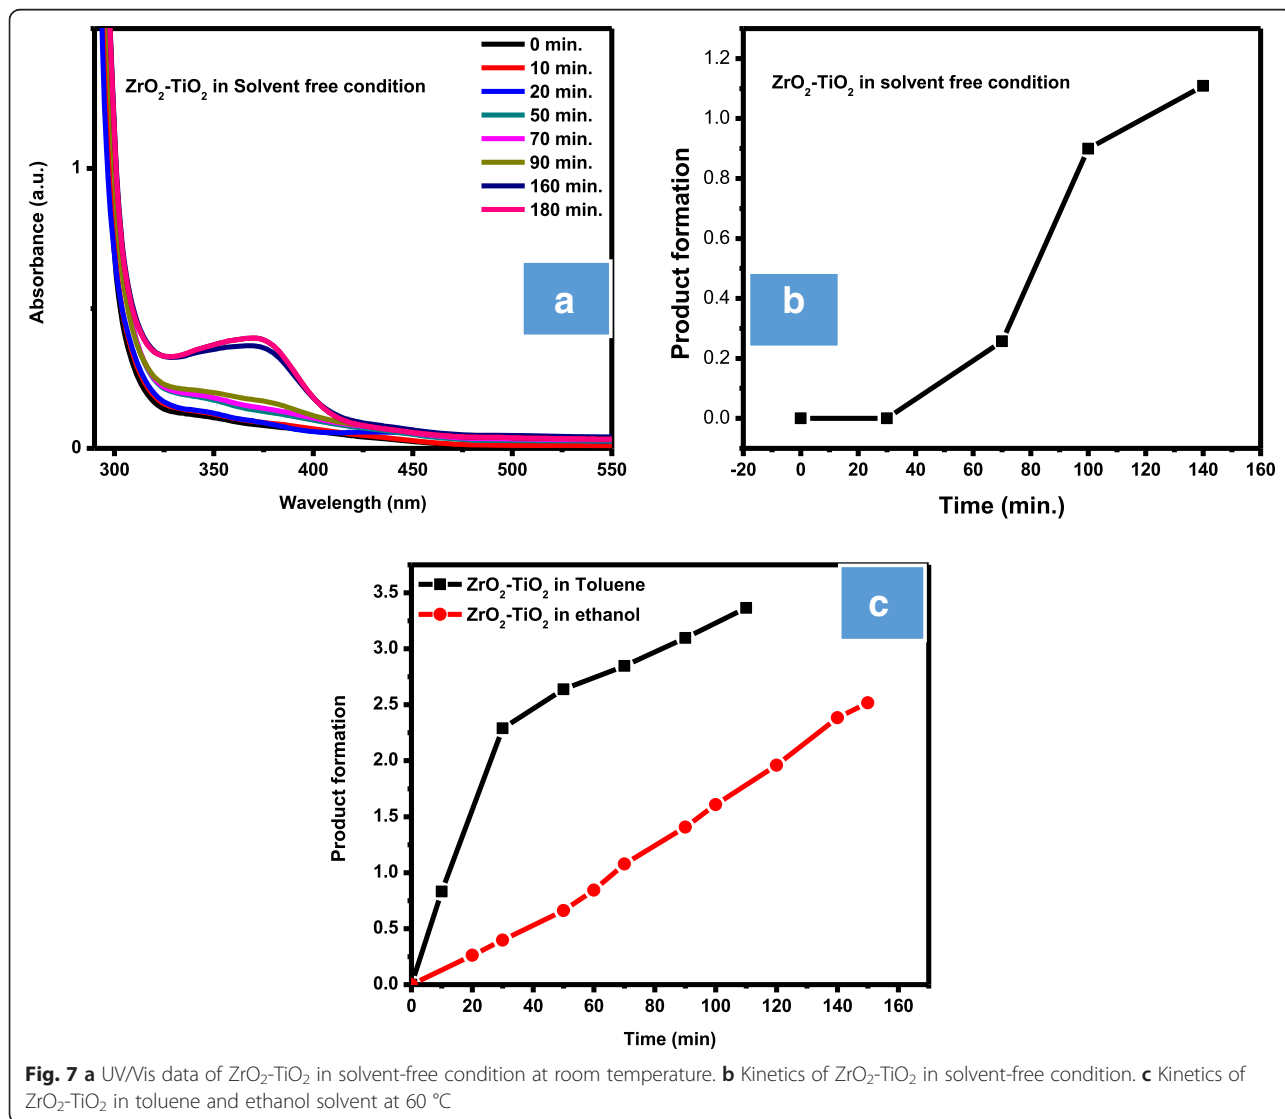 ZrO2-TiO2 in Solvent free condition
0 min.
10 min.
20 min.
50 min.
70 min.
90 min.
160 min.
180 min.
a
Absorbance (a.u.)
1
0
300 350 400 450 500 550
Wavelength (nm)
ZrO2-TiO2 in solvent free condition
b
Product formation
1.2
1.0
0.8
0.6
0.4
0.2
0.0
-20 0 20 40 60 80 100 120 140 160
Time (min.)
ZrO2-TiO2 in Toluene
ZrO2-TiO2 in ethanol
c
Product formation
3.5
3.0
2.5
2.0
1.5
1.0
0.5
0.0
0 20 40 60 80 100 120 140 160
Time (min)
Fig. 7 a UV/Vis data of ZrO2-TiO2 in solvent-free condition at room temperature. b Kinetics of ZrO2-TiO2 in solvent-free condition. c Kinetics of
ZrO2-TiO2 in toluene and ethanol solvent at 60 °C